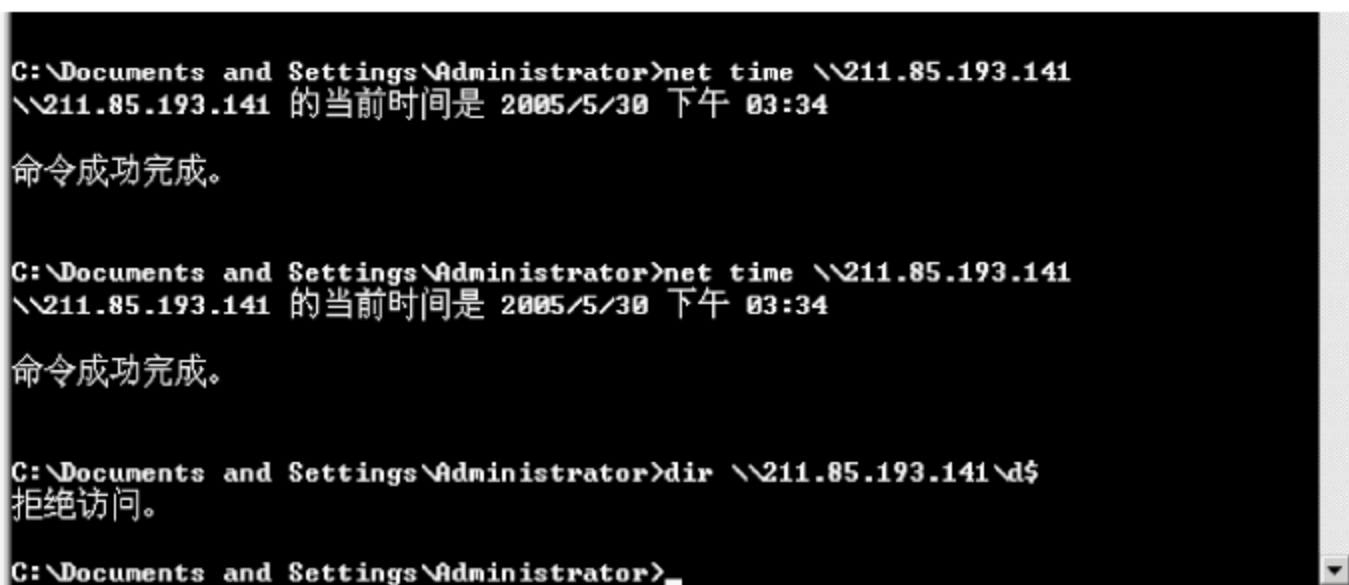 C:\Documents and Settings\Administrator>net time \\211.85.193.141
\\211.85.193.141 的当前时间是 2005/5/30 下午 03:34
命令成功完成。
C:\Documents and Settings\Administrator>net time \\211.85.193.141
\\211.85.193.141 的当前时间是 2005/5/30 下午 03:34
命令成功完成。
C:\Documents and Settings\Administrator>dir \\211.85.193.141\d$
拒绝访问。
C:\Documents and Settings\Administrator>_